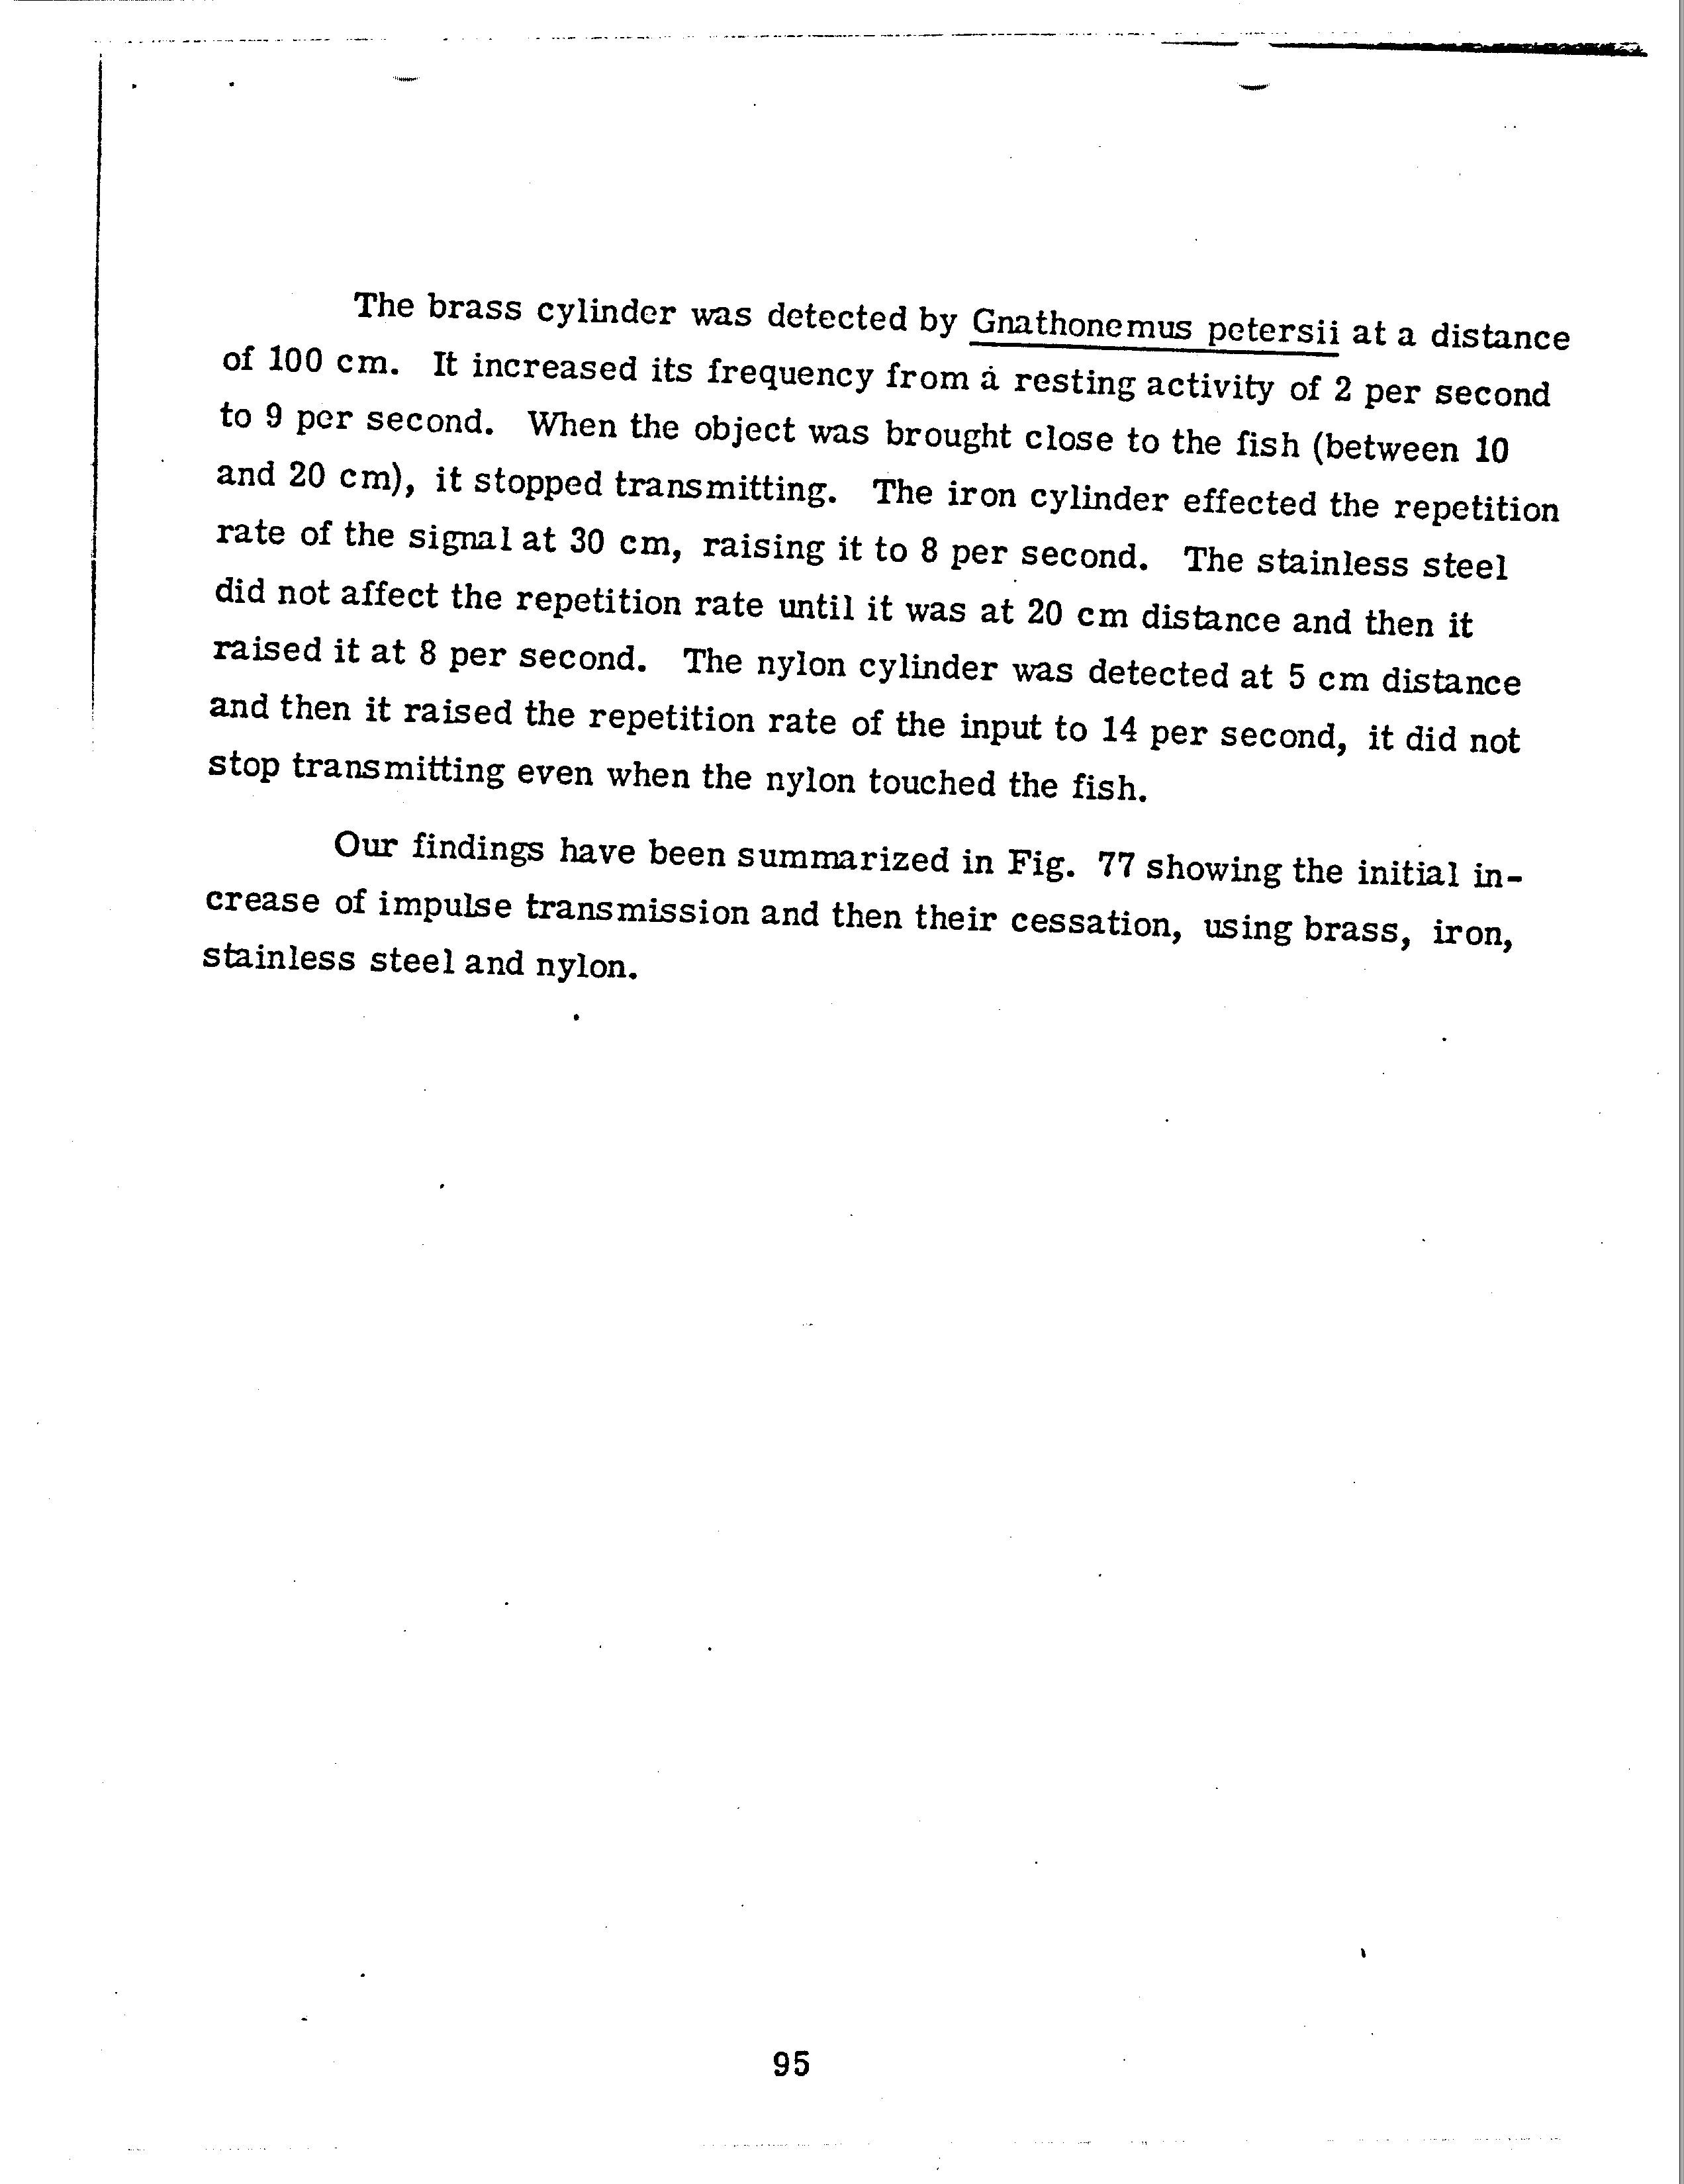 The brass cylinder was detected by Gnathonemus petersii at a distance
of 100 cm. It increased its frequency from a resting activity of 2 per second
to 9 per second. When the object was brought close to the fish (between 10
and 20 cm), it stopped transmitting. The iron cylinder effected the repetition
rate of the signal at 30 cm, raising it to 8 per second. The stainless steel
did not affect the repetition rate until it was at 20 cm distance and then it
raised it at 8 per second. The nylon cylinder was detected at 5 cm distance
and then it raised the repetition rate of the input to 14 per second, it did not
stop transmitting even when the nylon touched the fish.
Our findings have been summarized in Fig. 77 showing the initial in-
crease of impulse transmission and then their cessation, using brass, iron,
stainless steel and nylon.
95